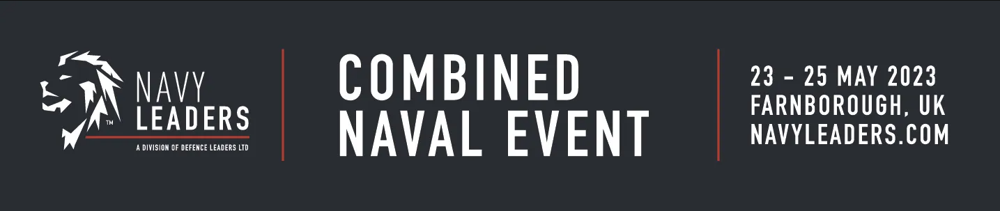 NAVY
LEADERS
TM
A DIVISION OF DEFENCE LEADERS LTD
COMBINED
NAVAL EVENT
23 – 25 MAY 2023
FARNBOROUGH, UK
NAVYLEADERS.COM